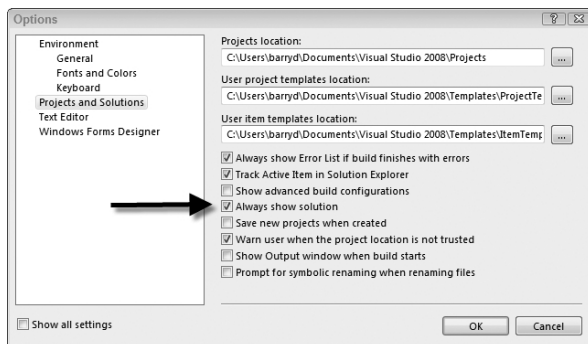 Options
Environment
General
Fonts and Colors
Keyboard
Projects and Solutions
Text Editor
Windows Forms Designer
Show all settings
Projects location:
C:\Users\barryd\Documents\Visual Studio 2008\Projects
...
User project templates location:
C:\Users\barryd\Documents\Visual Studio 2008\Templates\ProjectTe
...
User item templates location:
C:\Users\barryd\Documents\Visual Studio 2008\Templates\ItemTemp
...
Always show Error List if build finishes with errors
Track Active Item in Solution Explorer
Show advanced build configurations
Always show solution
Save new projects when created
Warn user when the project location is not trusted
Show Output window when build starts
Prompt for symbolic renaming when renaming files
OK
Cancel